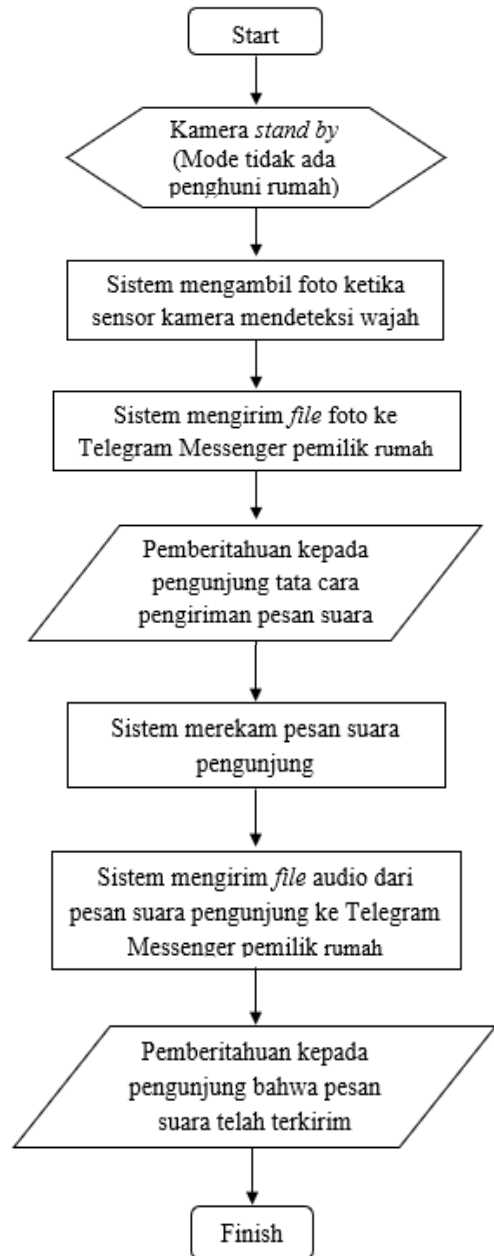 Start
Kamera stand by
(Mode tidak ada
penghuni rumah)
Sistem mengambil foto ketika
sensor kamera mendeteksi wajah
Sistem mengirim file foto ke
Telegram Messenger pemilik rumah
Pemberitahuan kepada
pengunjung tata cara
pengiriman pesan suara
Sistem merekam pesan suara
pengunjung
Sistem mengirim file audio dari
pesan suara pengunjung ke Telegram
Messenger pemilik rumah
Pemberitahuan kepada
pengunjung bahwa pesan
suara telah terkirim
Finish